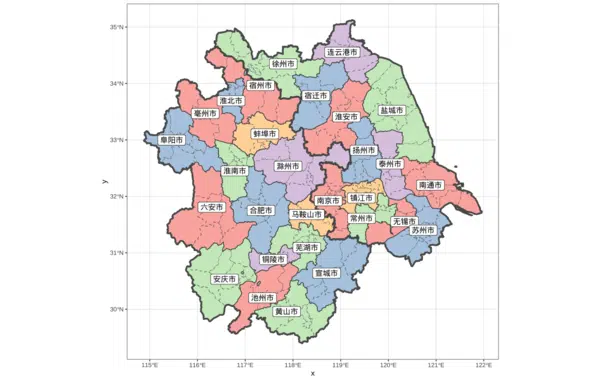 y
35°N
34°N
33°N
32°N
31°N
30°N
连云港市
徐州市
宿州市
宿迁市
淮北市
亳州市
盐城市
淮安市
蚌埠市
阜阳市
扬州市
泰州市
滁州市
淮南市
南通市
六安市
合肥市
南京市
镇江市
马鞍山市
常州市
无锡市
苏州市
芜湖市
铜陵市
宣城市
安庆市
池州市
黄山市
115°E
116°E
117°E
118°E
119°E
120°E
121°E
122°E
x